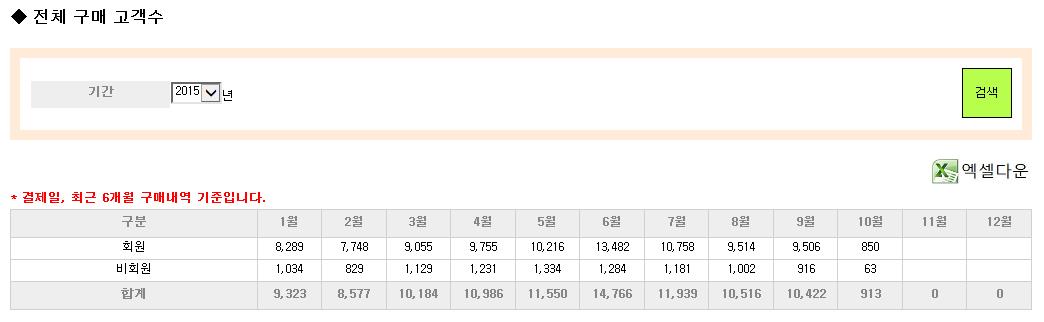 ◆ 전체 구매 고객수
기간 2015 년 검색
엑셀다운
* 결제일, 최근 6개월 구매내역 기준입니다.
구분 1월 2월 3월 4월 5월 6월 7월 8월 9월 10월 11월 12월
회원 8,289 7,748 9,055 9,755 10,216 13,482 10,758 9,514 9,506 850
비회원 1,034 829 1,129 1,231 1,334 1,284 1,181 1,002 916 63
합계 9,323 8,577 10,184 10,986 11,550 14,766 11,939 10,516 10,422 913 0 0